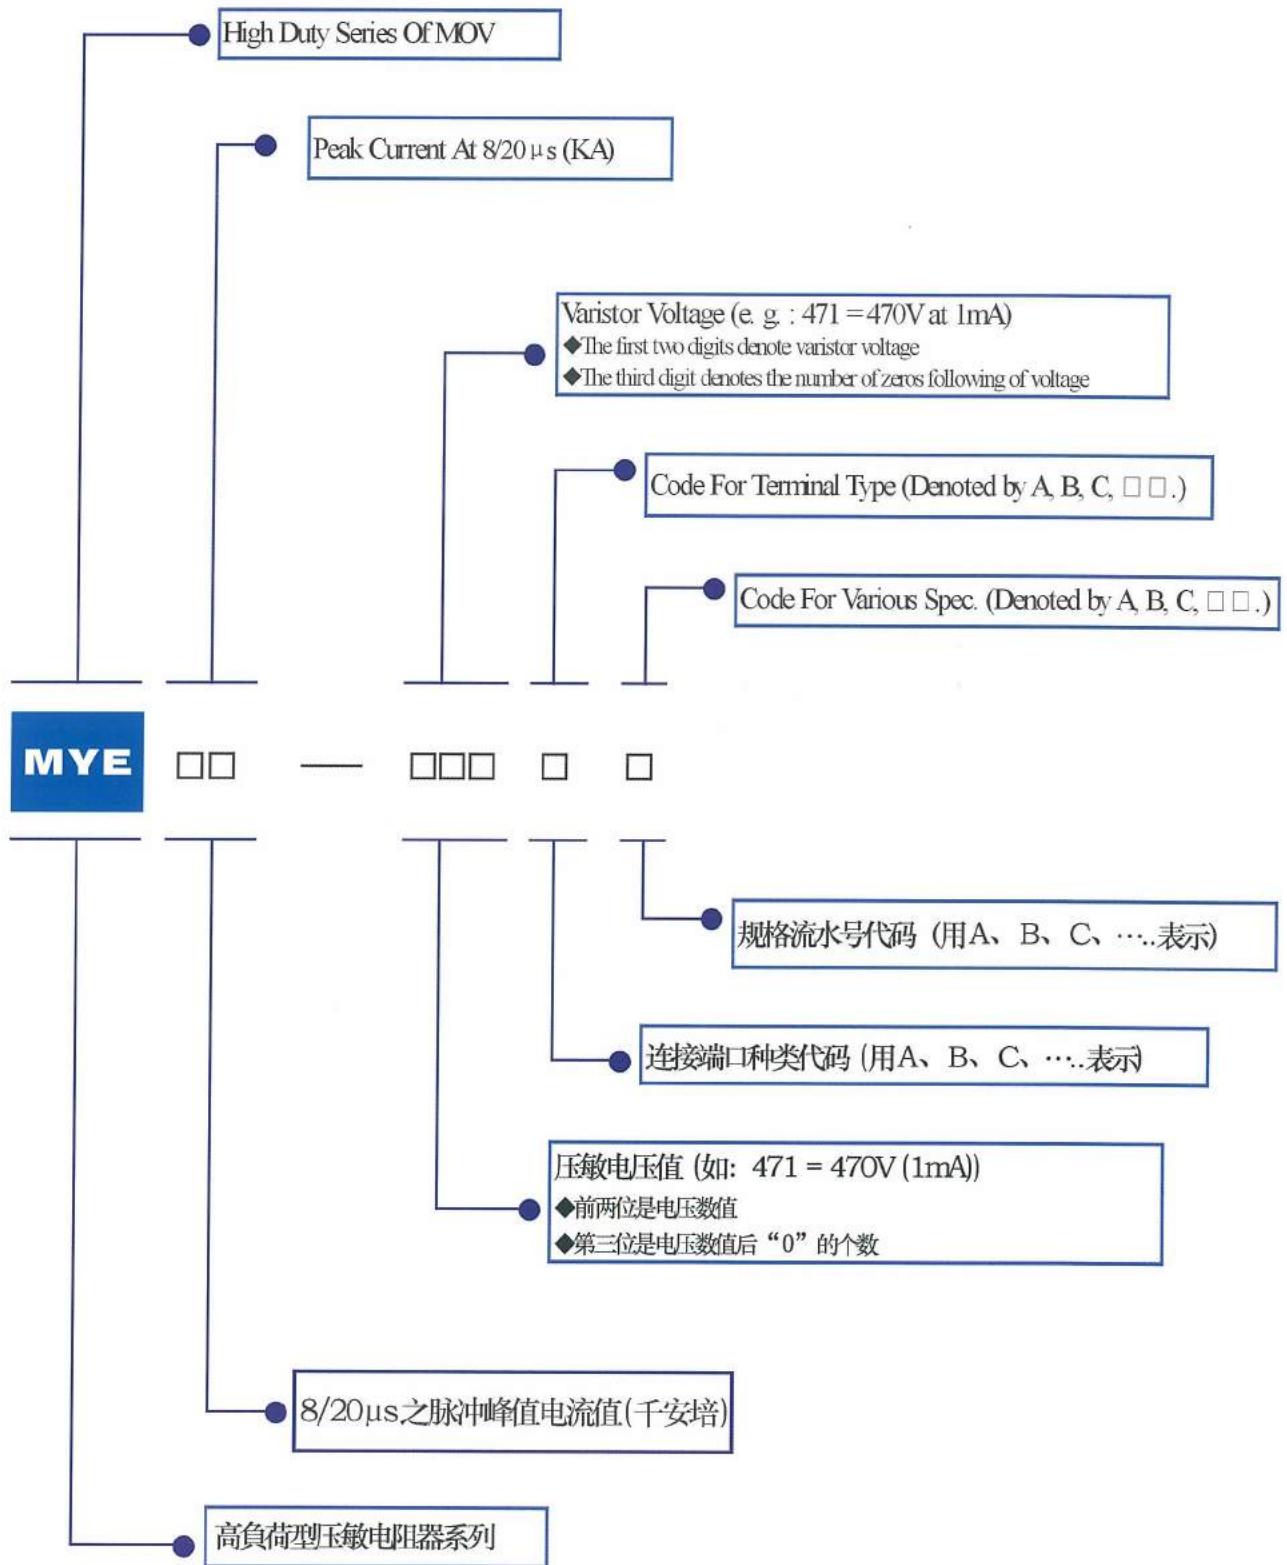 High Duty Series Of MOV
Peak Current At 8/20 μs (KA)
Varistor Voltage (e. g. : 471 =470V at 1mA)
◆The first two digits denote varistor voltage
◆The third digit denotes the number of zeros following of voltage
Code For Terminal Type (Denoted by A, B, C, □ □.)
Code For Various Spec. (Denoted by A, B, C, □ □.)
MYE □□ — □□□ □ □
规格流水号代码 (用A、B、C、…..表示)
连接端口种类代码 (用A、B、C、…..表示)
压敏电压值 (如: 471 = 470V (1mA))
◆前两位是电压数值
◆第三位是电压数值后“0”的个数
8/20μs之脉冲峰值电流值(千安培)
高負荷型压敏电阻器系列